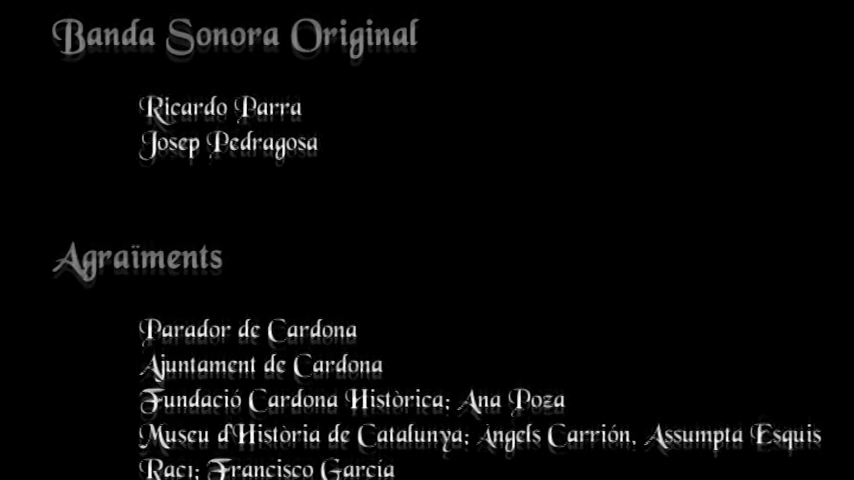 Banda Sonora Original
Ricardo Parra
Josep Pedragosa
Agraïments
Parador de Cardona
Ajuntament de Cardona
Fundació Cardona Històrica; Ana Poza
Museu d'Història de Catalunya; Àngels Carrión, Assumpta Esquis
Raci; Francisco García